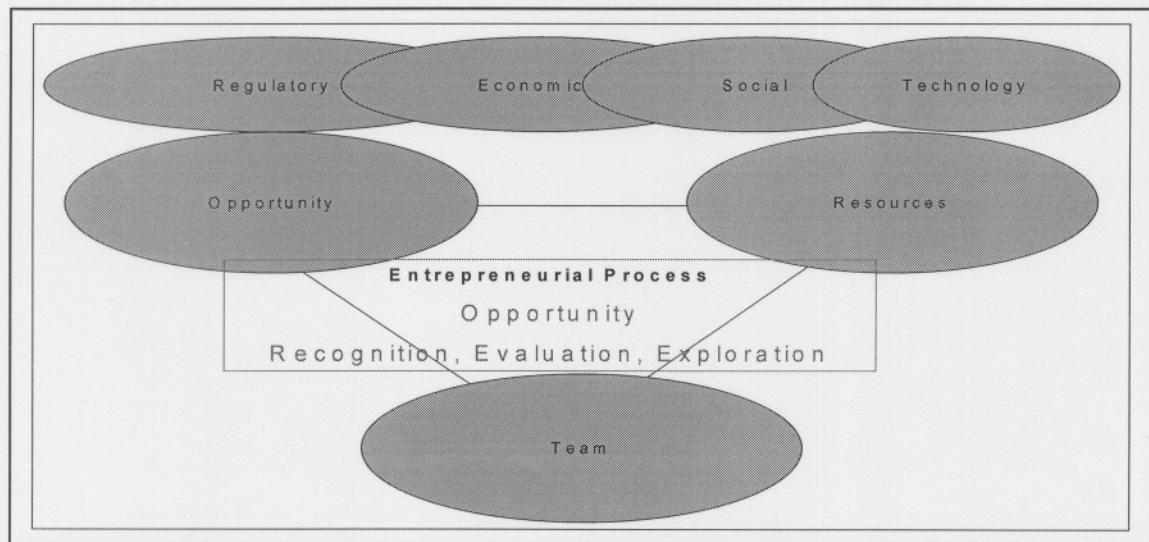 Regulatory
Economic
Social
Technology
Opportunity
Resources
Entrepreneurial Process
Opportunity
Recognition, Evaluation, Exploration
Team